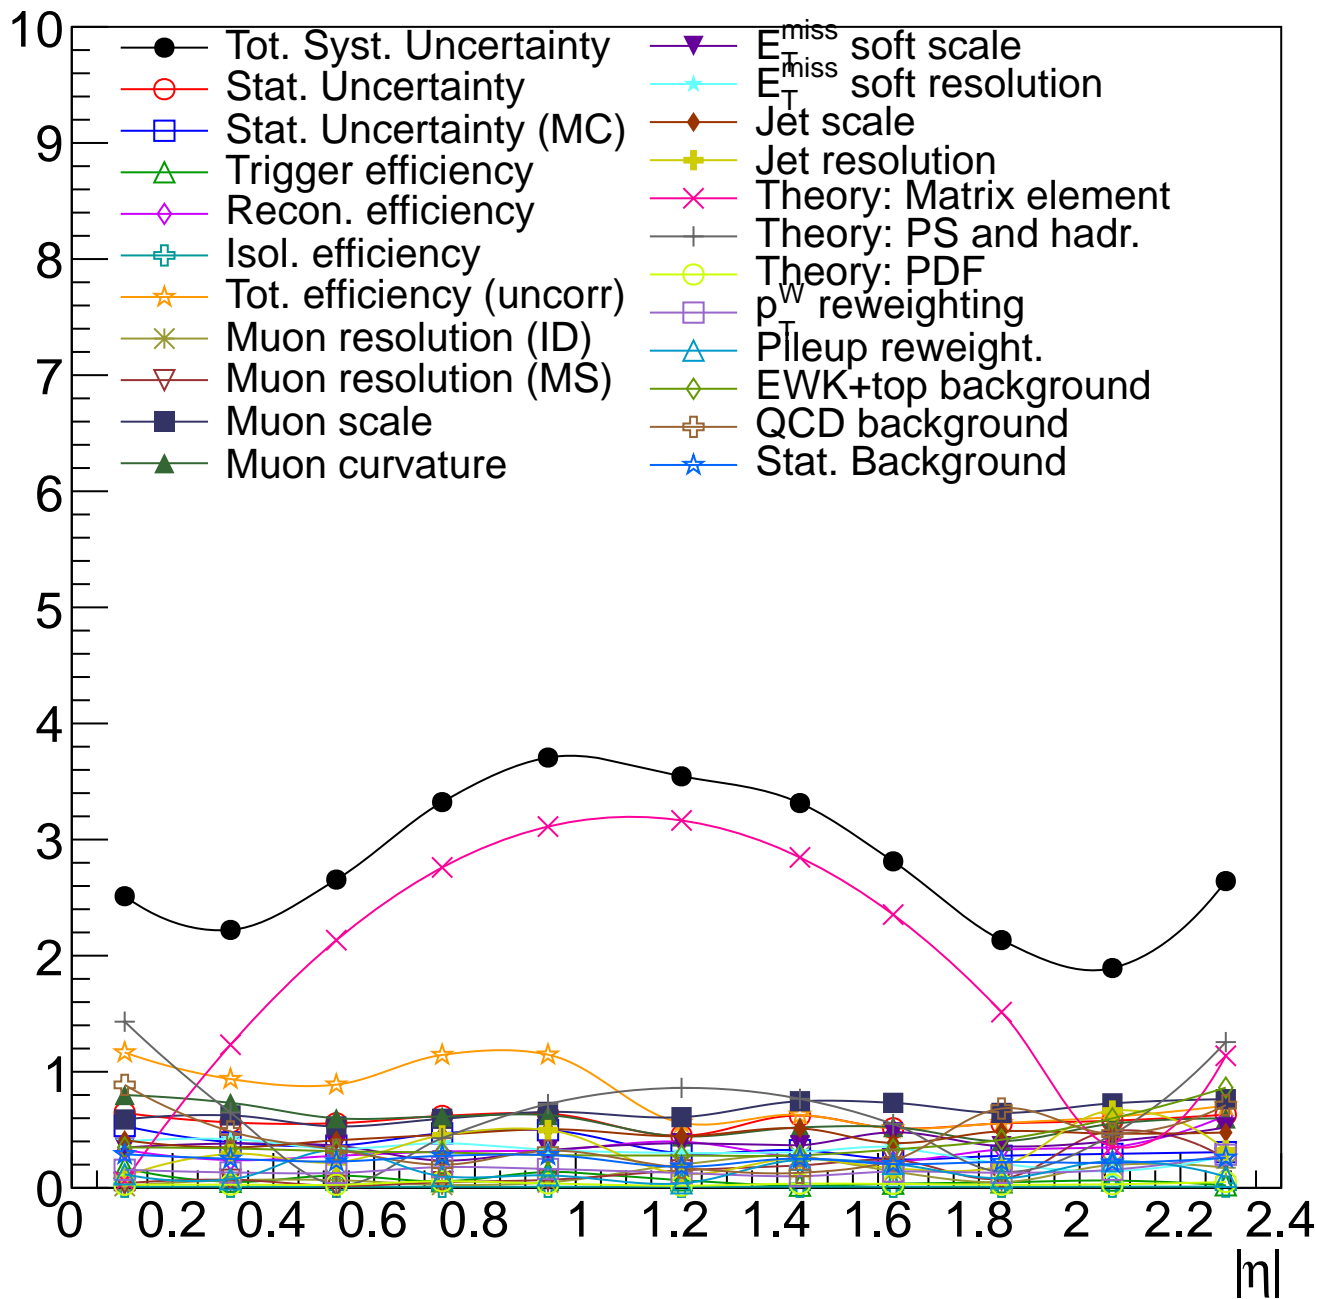 10
9
8
7
6
5
4
3
2
1
0
Tot. Syst. Uncertainty
Stat. Uncertainty
Stat. Uncertainty (MC)
Trigger efficiency
Recon. efficiency
Isol. efficiency
Tot. efficiency (uncorr)
Muon resolution (ID)
Muon resolution (MS)
Muon scale
Muon curvature
E_T^miss soft scale
E_T^miss soft resolution
Jet scale
Jet resolution
Theory: Matrix element
Theory: PS and hadr.
Theory: PDF
p_T^W reweighting
Pileup reweight.
EWK+top background
QCD background
Stat. Background
0 0.2 0.4 0.6 0.8 1 1.2 1.4 1.6 1.8 2 2.2 2.4
|η|